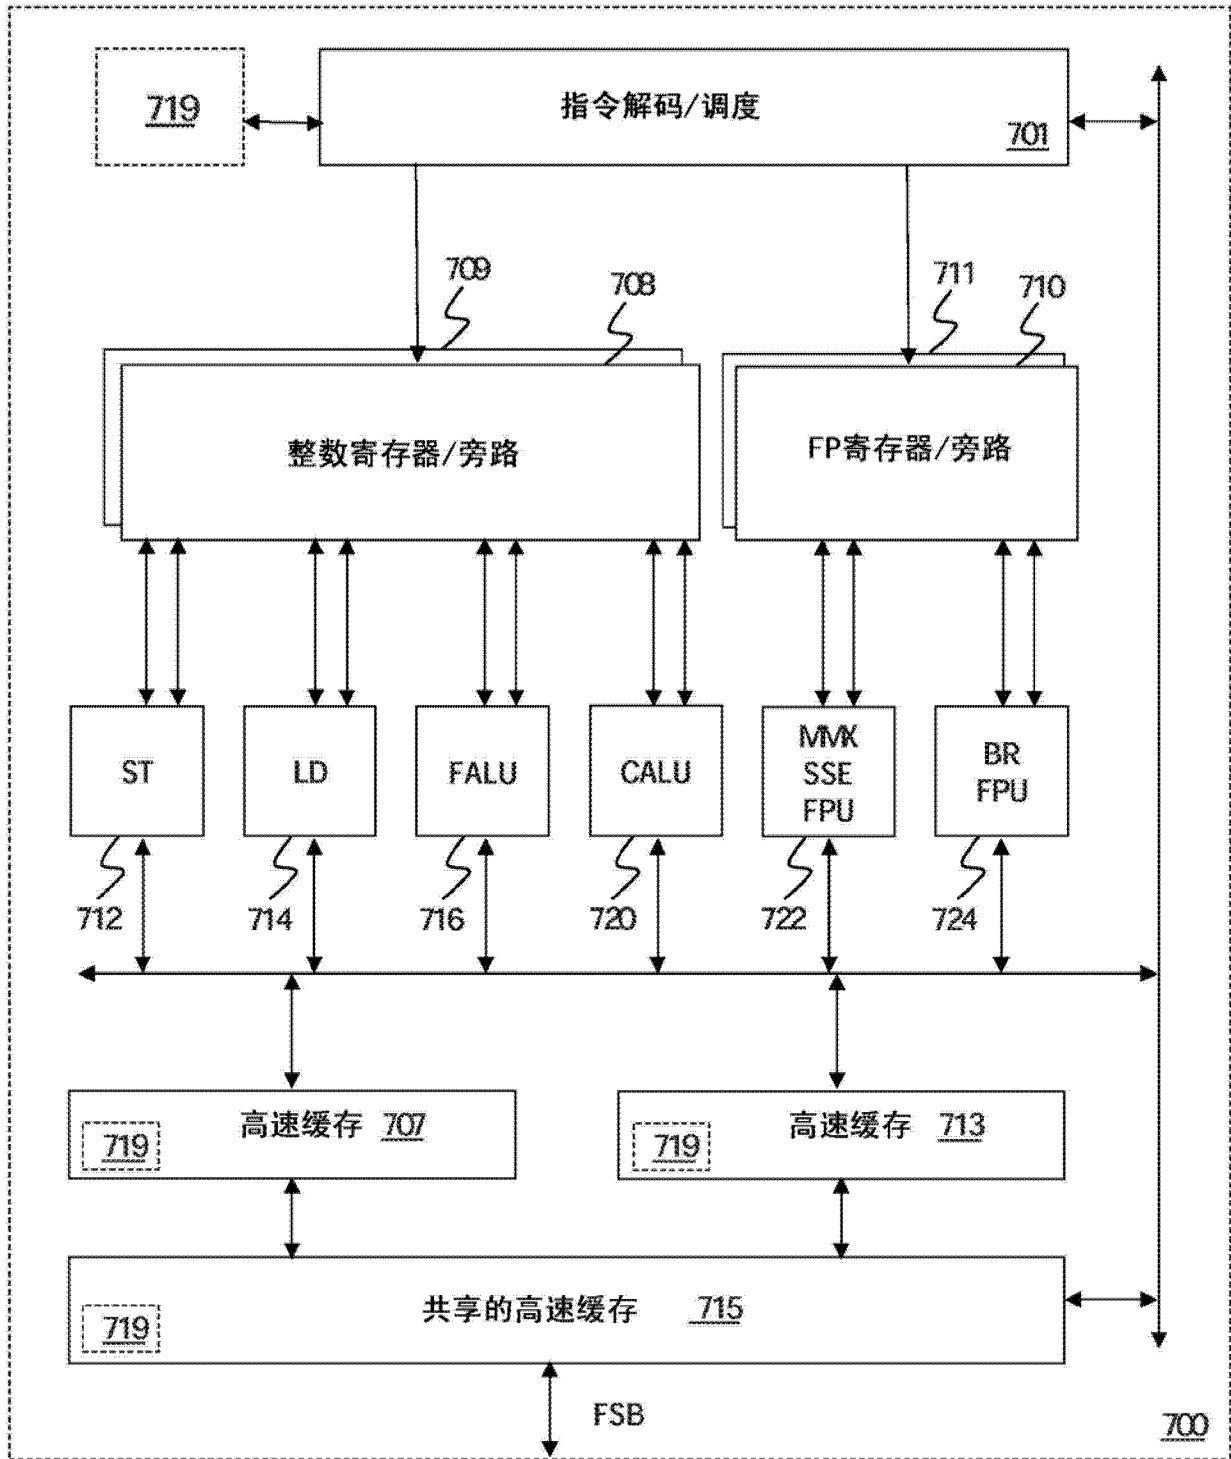 719
指令解码/调度
701
709
708
711
710
整数寄存器/旁路
FP寄存器/旁路
ST
LD
FALU
CALU
MMX
SSE
FPU
BR
FPU
712
714
716
720
722
724
高速缓存 707
719
高速缓存 713
719
共享的高速缓存 715
719
FSB
700